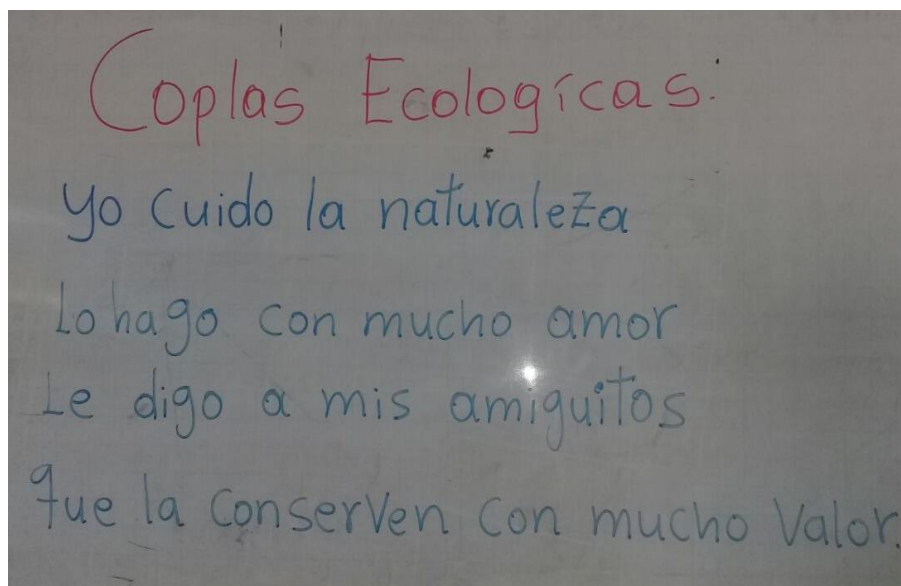 Coplas Ecologícas:
yo cuido la naturaleza
Lo hago con mucho amor
Le digo a mis amiguitos
que la conserven con mucho valor.